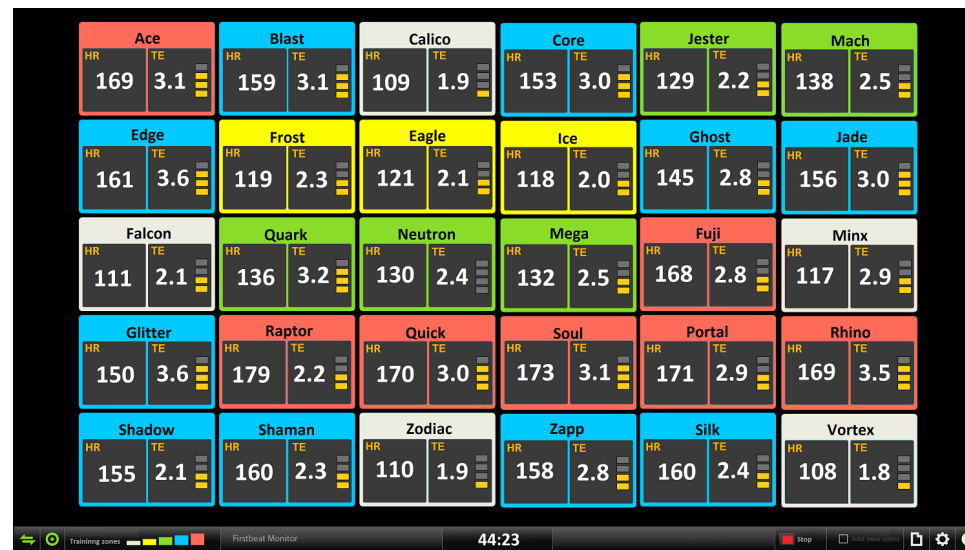 Ace Blast Calico Core Jester Mach
HR TE HR TE HR TE HR TE HR TE HR TE
169 3.1 159 3.1 109 1.9 153 3.0 129 2.2 138 2.5
Edge Frost Eagle Ice Ghost Jade
HR TE HR TE HR TE HR TE HR TE HR TE
161 3.6 119 2.3 121 2.1 118 2.0 145 2.8 156 3.0
Falcon Quark Neutron Mega Fuji Minx
HR TE HR TE HR TE HR TE HR TE HR TE
111 2.1 136 3.2 130 2.4 132 2.5 168 2.8 117 2.9
Glitter Raptor Quick Soul Portal Rhino
HR TE HR TE HR TE HR TE HR TE HR TE
150 3.6 179 2.2 170 3.0 173 3.1 171 2.9 169 3.5
Shadow Shaman Zodiac Zapp Silk Vortex
HR TE HR TE HR TE HR TE HR TE HR TE
155 2.1 160 2.3 110 1.9 158 2.8 160 2.4 108 1.8
Traininng zones Firstbeat Monitor 44:23 Stop Add new users